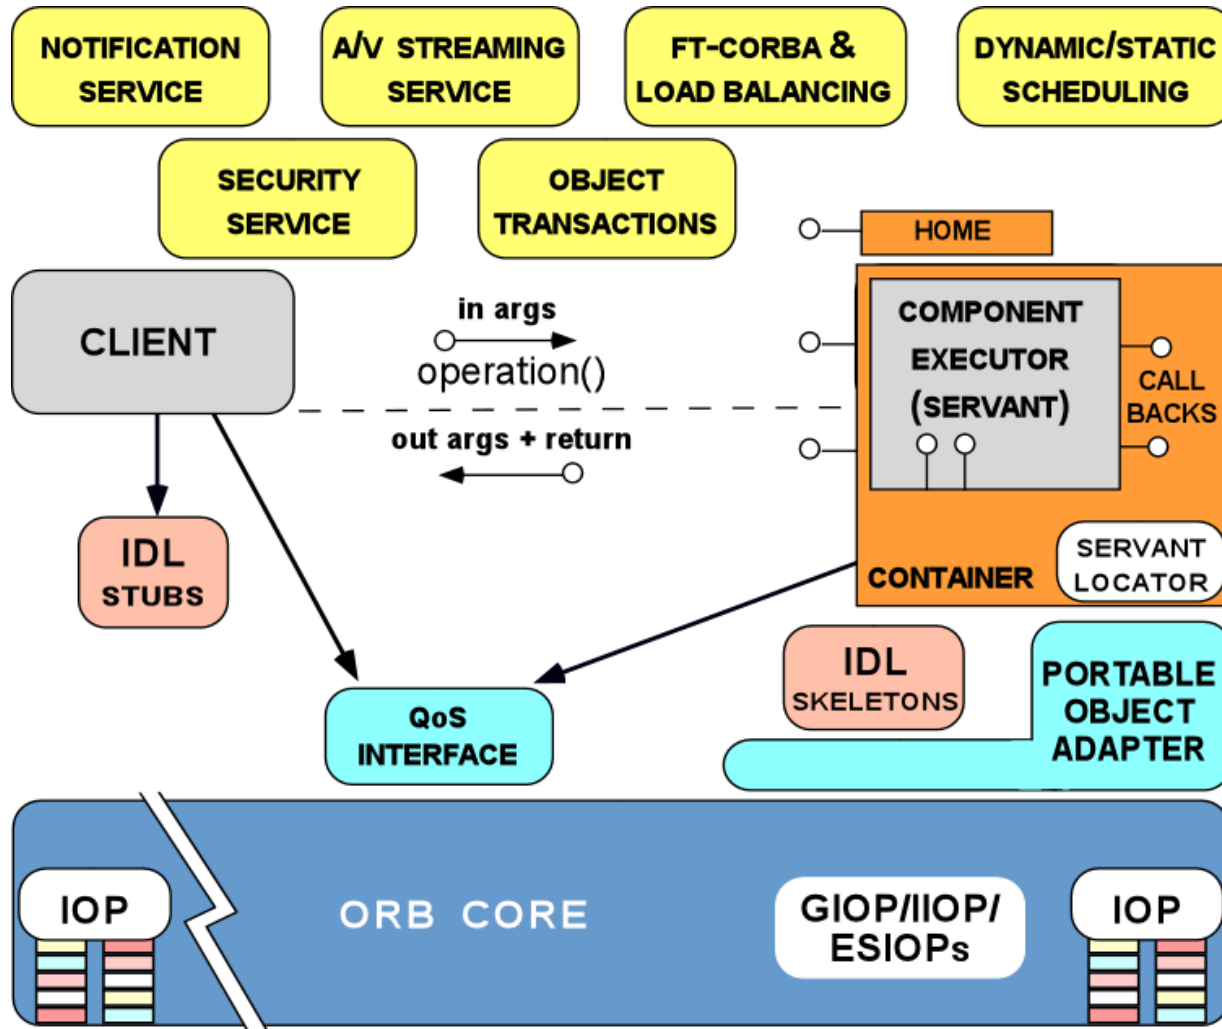 NOTIFICATION
SERVICE
A/V STREAMING
SERVICE
FT-CORBA &
LOAD BALANCING
DYNAMIC/STATIC
SCHEDULING
SECURITY
SERVICE
OBJECT
TRANSACTIONS
HOME
CLIENT
in args
operation()
out args + return
COMPONENT
EXECUTOR
(SERVANT)
CALL
BACKS
IDL
STUBS
CONTAINER
SERVANT
LOCATOR
IDL
SKELETONS
PORTABLE
OBJECT
ADAPTER
QoS
INTERFACE
IOP
ORB CORE
GIOP/IIOP/
ESIOPs
IOP